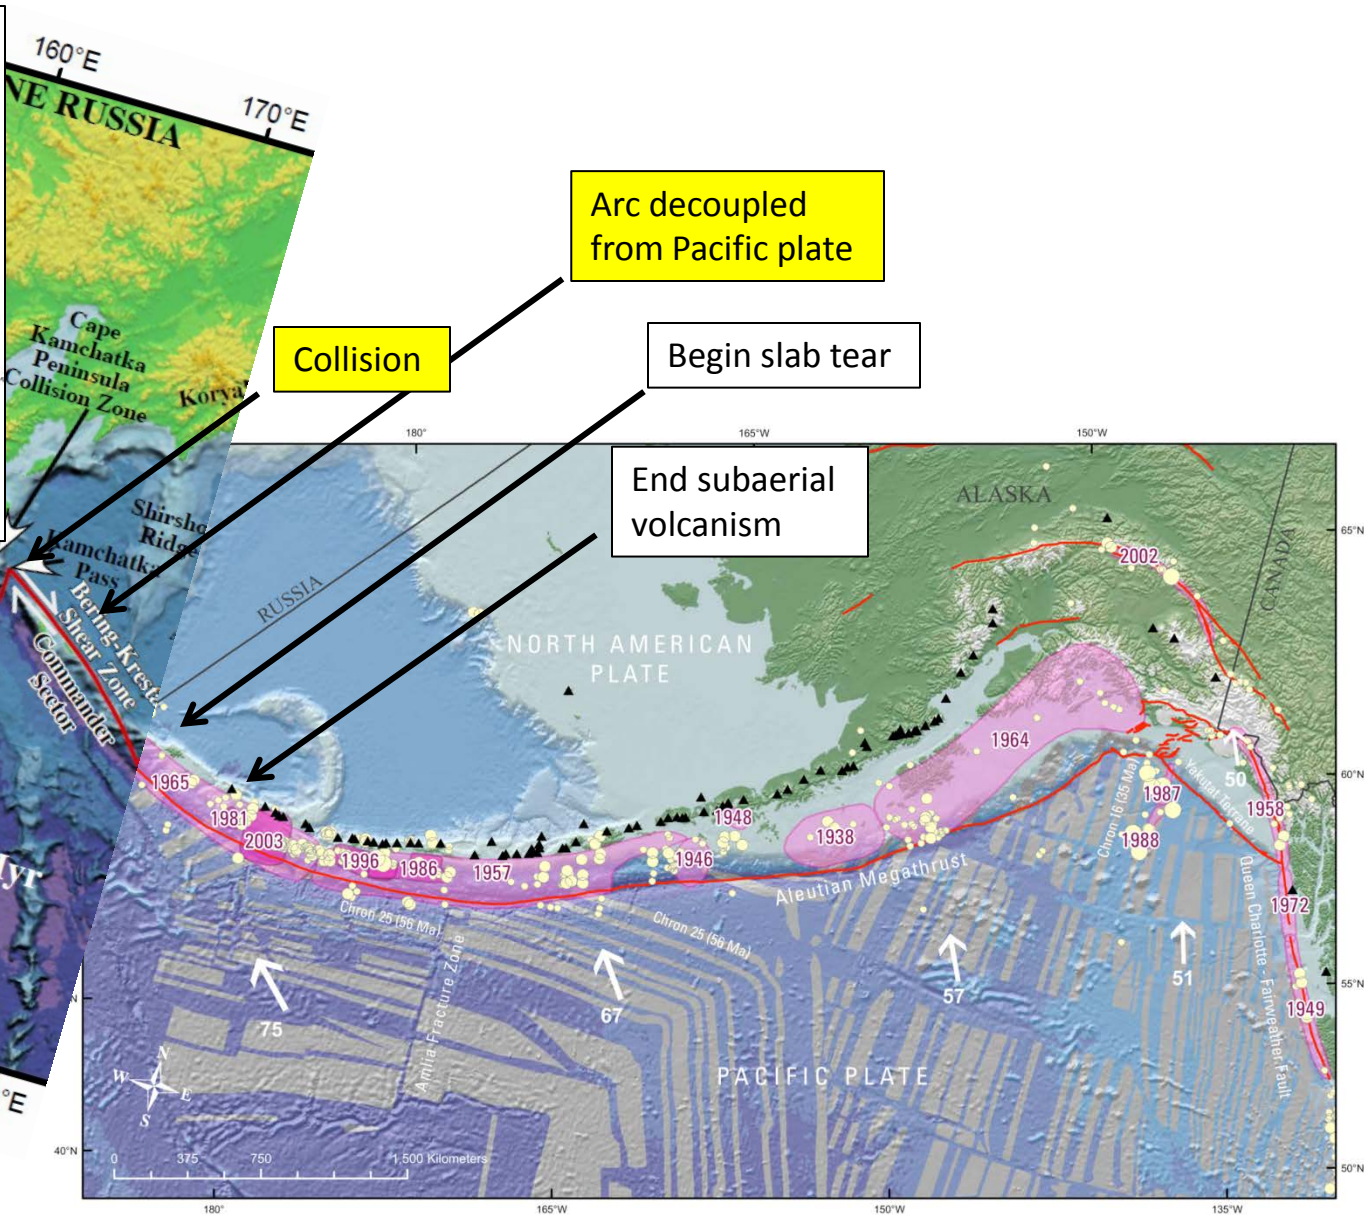 160°E
170°E
NE RUSSIA
Arc decoupled
from Pacific plate
Collision
Begin slab tear
End subaerial
volcanism
Cape
Kamchatka
Peninsula
Collision Zone
Korya
Shirsho
Ridge
Kamchatka
Pass
Bering-Kresta
Shear Zone
Commander
Sector
180°
165°W
150°W
65°N
60°N
55°N
50°N
ALASKA
CANADA
RUSSIA
NORTH AMERICAN
PLATE
2002
1964
1965
1981
2003
1996
1986
1957
1948
1946
1938
1987
1988
50
1958
1972
1949
Chron 16 (35 Ma)
Yakutat Terrane
Aleutian Megathrust
Queen Charlotte - Fairweather Fault
Chron 25 (56 Ma)
Chron 25 (56 Ma)
Amlia Fracture Zone
75
67
57
51
PACIFIC PLATE
N
W
E
S
0 375 750 1,500 Kilometers
N
40°N
°E
180°
165°W
150°W
135°W